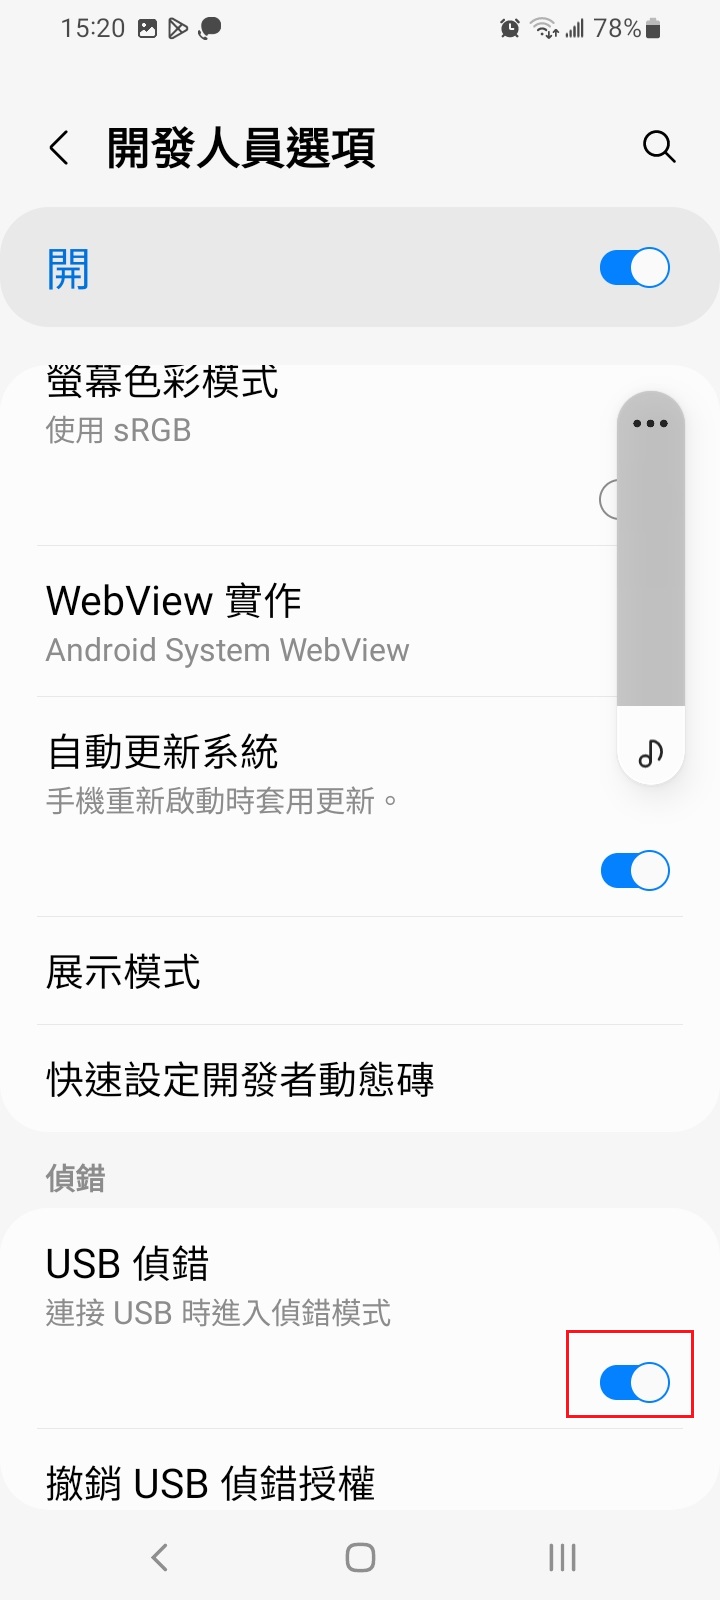 15:20 78%
開發人員選項
開
螢幕色彩模式
使用 sRGB
WebView 實作
Android System WebView
自動更新系統
手機重新啟動時套用更新。
展示模式
快速設定開發者動態磚
偵錯
USB 偵錯
連接 USB 時進入偵錯模式
撤銷 USB 偵錯授權